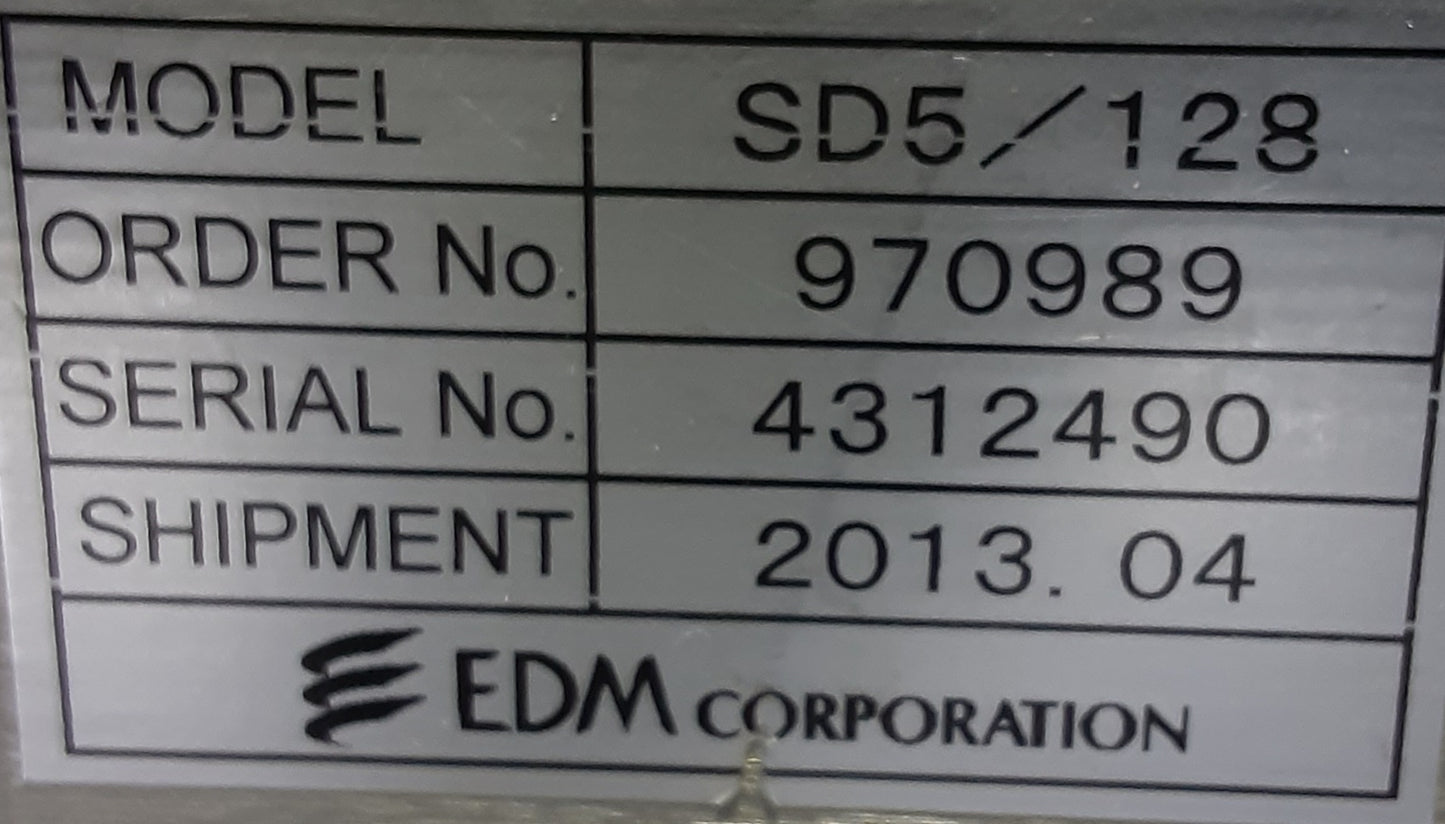 MODEL SD5/128
ORDER No. 970989
SERIAL No. 4312490
SHIPMENT 2013. 04
EDM CORPORATION